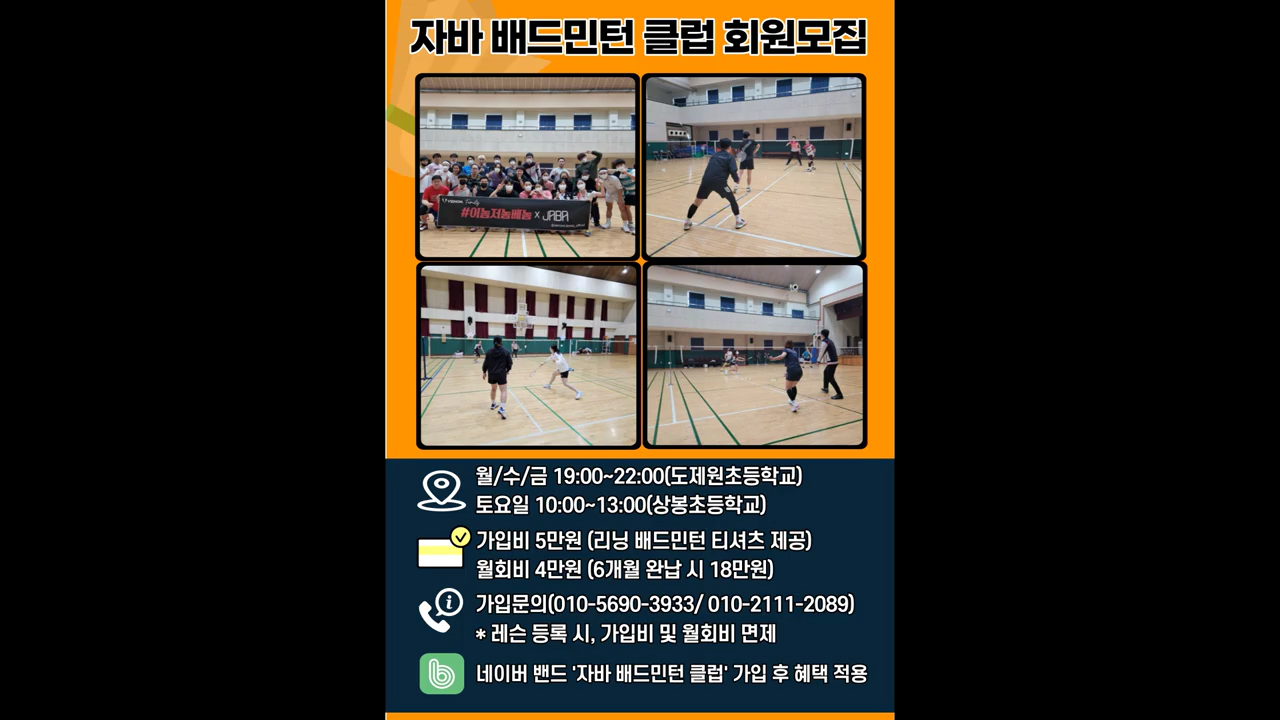 자바 배드민턴 클럽 회원모집
#이놈저놈배놈 x JABA
월/수/금 19:00~22:00(도제원초등학교)
토요일 10:00~13:00(상봉초등학교)
가입비 5만원 (리닝 배드민턴 티셔츠 제공)
월회비 4만원 (6개월 완납 시 18만원)
가입문의(010-5690-3933/ 010-2111-2089)
* 레슨 등록 시, 가입비 및 월회비 면제
네이버 밴드 '자바 배드민턴 클럽' 가입 후 혜택 적용